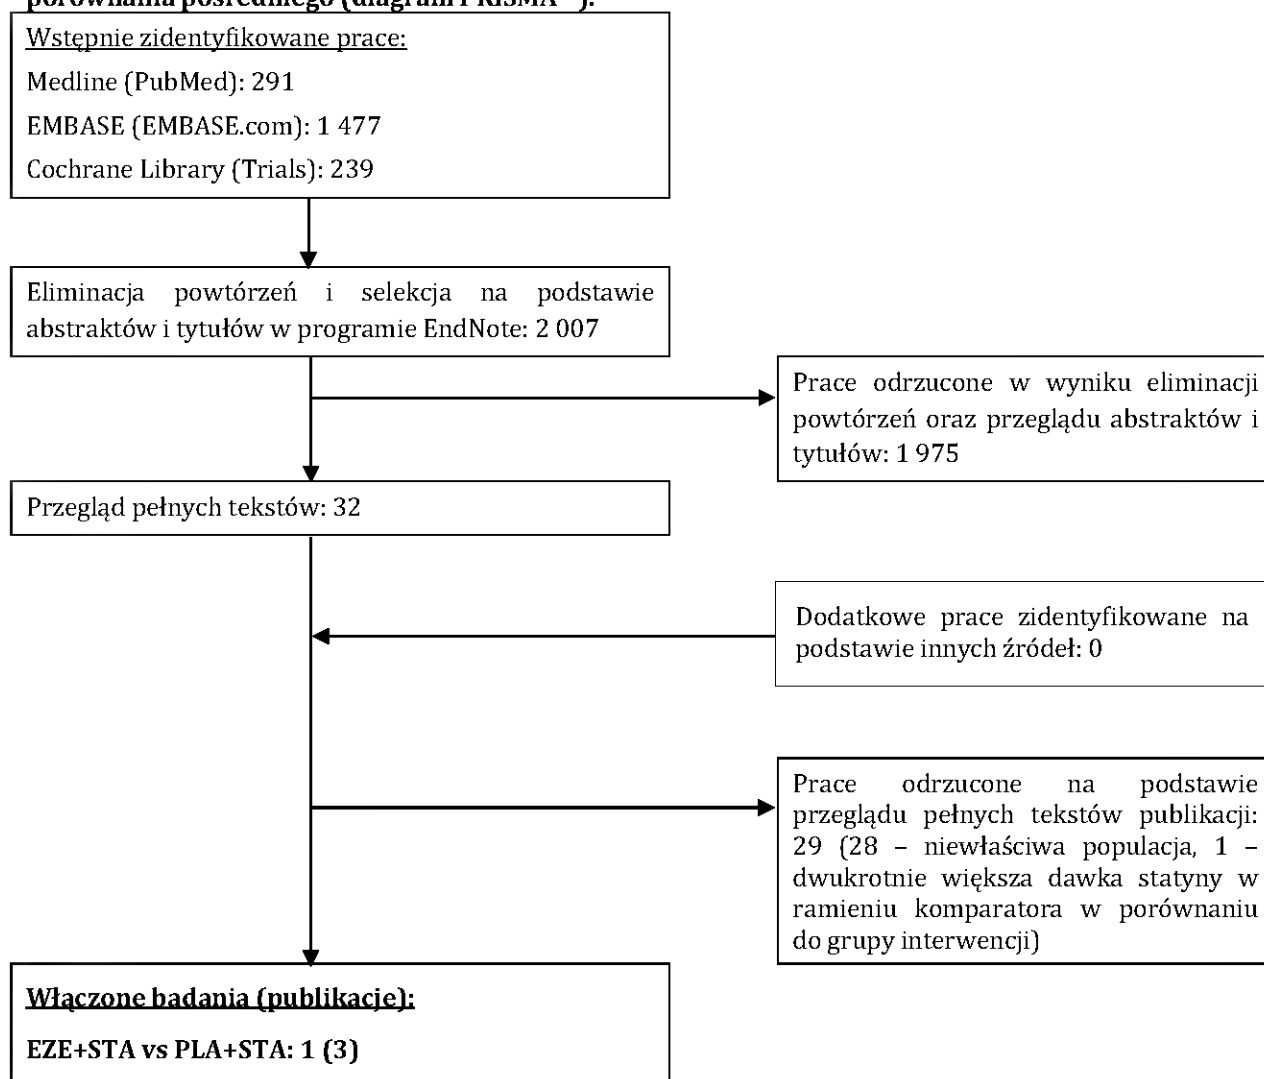 porównania pośredniego (diagram PRISMA
Wstępnie zidentyfikowane prace:
Medline (PubMed): 291
EMBASE (EMBASE.com): 1 477
Cochrane Library (Trials): 239
Eliminacja powtórzeń i selekcja na podstawie
abstraktów i tytułów w programie EndNote: 2 007
Prace odrzucone w wyniku eliminacji
powtórzeń oraz przeglądu abstraktów i
tytułów: 1 975
Przegląd pełnych tekstów: 32
Dodatkowe prace zidentyfikowane na
podstawie innych źródeł: 0
Prace odrzucone na podstawie
przeglądu pełnych tekstów publikacji:
29 (28 – niewłaściwa populacja, 1 –
dwukrotnie większa dawka statyny w
ramieniu komparatora w porównaniu
do grupy interwencji)
Włączone badania (publikacje):
EZE+STA vs PLA+STA: 1 (3)